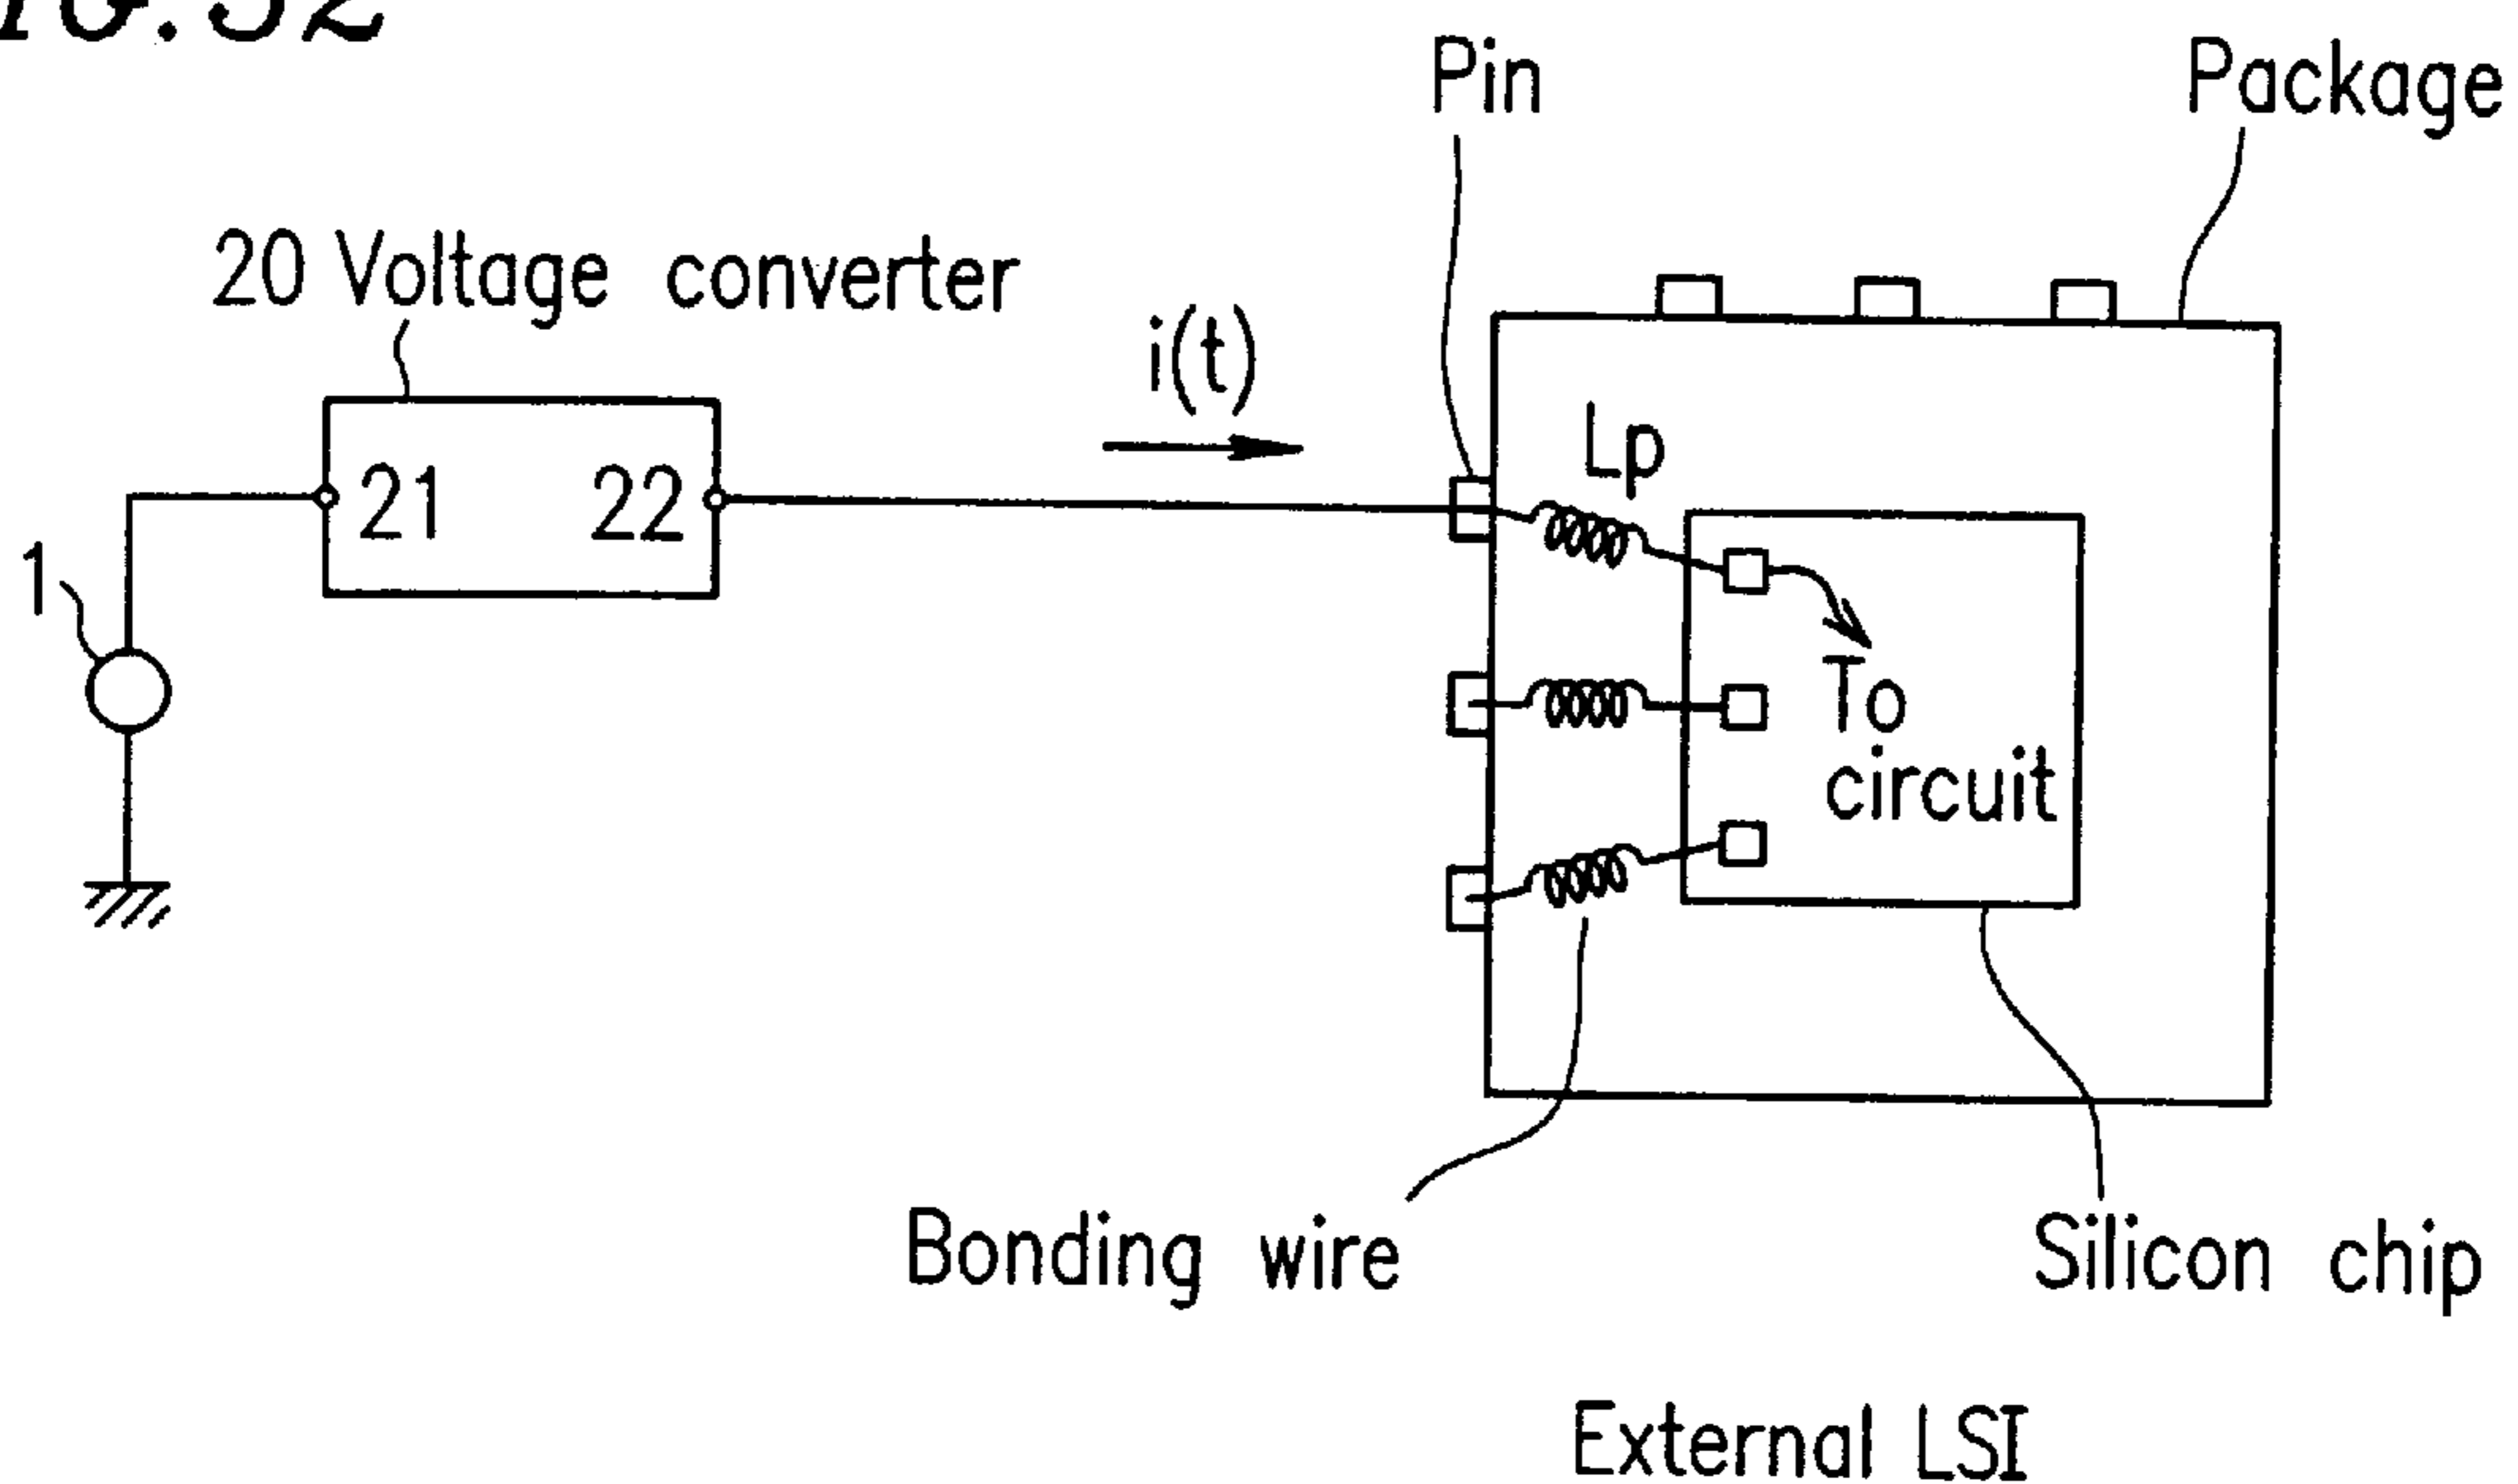 Pin
Package
20 Voltage converter
i(t)
Lp
21
22
1
To
circuit
Bonding wire
Silicon chip
External LSI